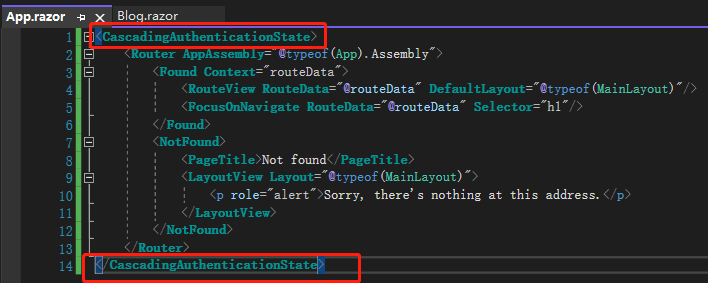 App.razor Blog.razor
1 <CascadingAuthenticationState>
2 <Router AppAssembly="@typeof(App).Assembly">
3 <Found Context="routeData">
4 <RouteView RouteData="@routeData" DefaultLayout="@typeof(MainLayout)"/>
5 <FocusOnNavigate RouteData="@routeData" Selector="h1"/>
6 </Found>
7 <NotFound>
8 <PageTitle>Not found</PageTitle>
9 <LayoutView Layout="@typeof(MainLayout)">
10 <p role="alert">Sorry, there's nothing at this address.</p>
11 </LayoutView>
12 </NotFound>
13 </Router>
14 </CascadingAuthenticationState>